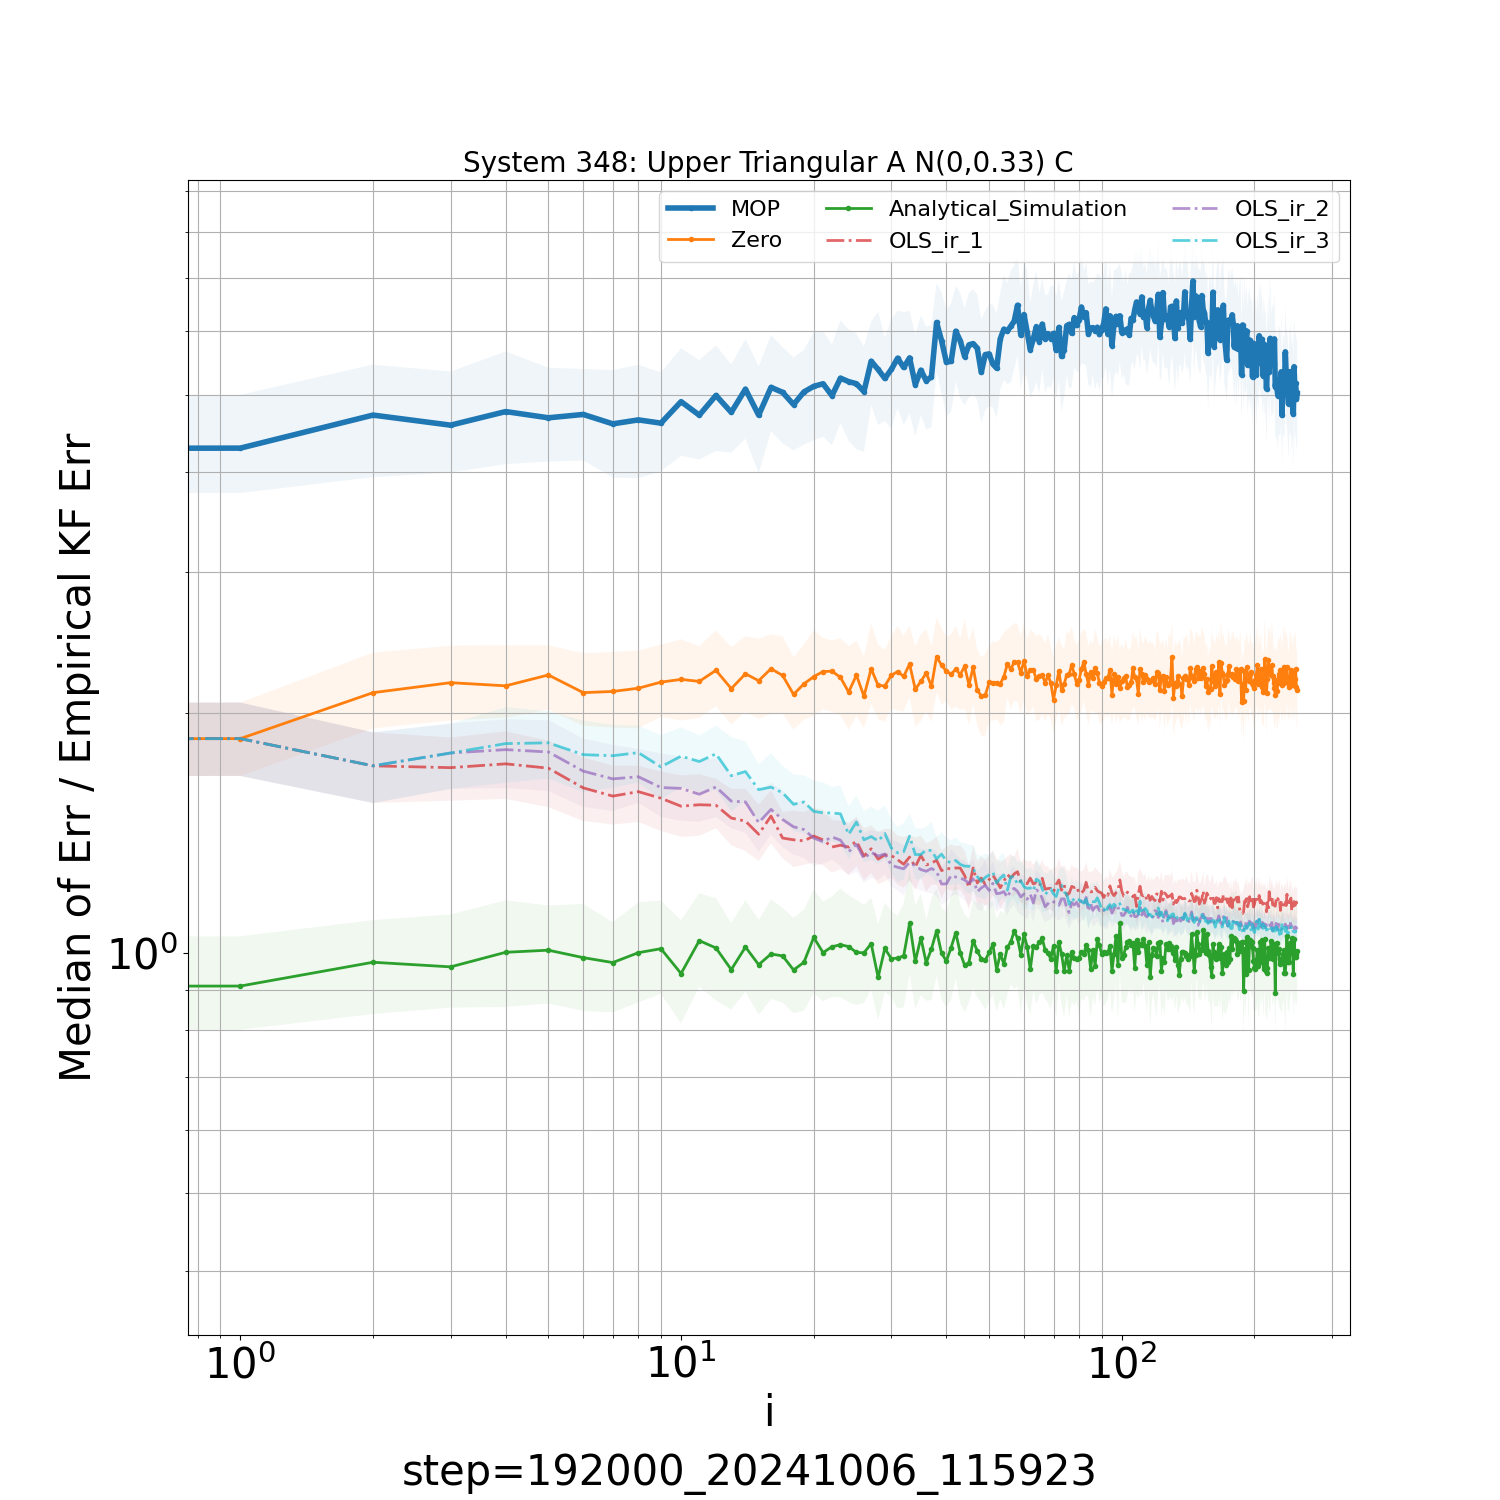 System 348: Upper Triangular A N(0,0.33) C
MOP
Zero
Analytical_Simulation
OLS_ir_1
OLS_ir_2
OLS_ir_3
Median of Err / Empirical KF Err
10⁰
10⁰ 10¹ 10²
i
step=192000_20241006_115923